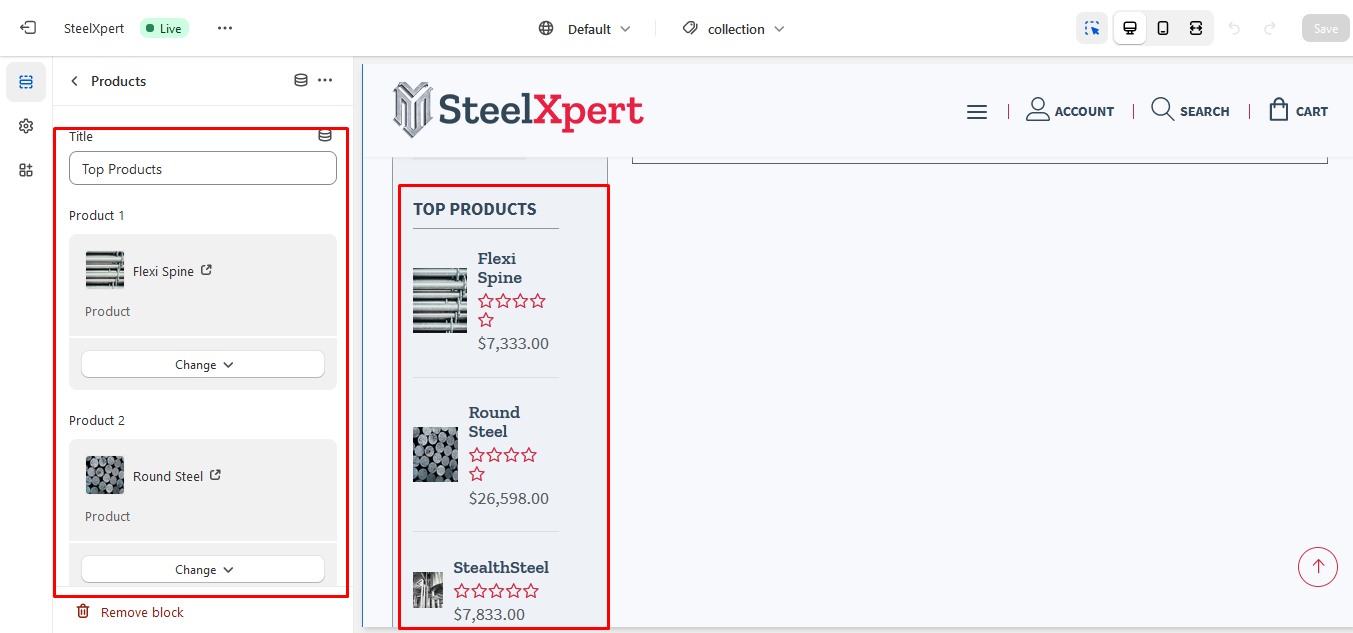 SteelXpert
Live
Default
collection
Save
Products
Title
Top Products
Product 1
Flexi Spine
Product
Change
Product 2
Round Steel
Product
Change
Remove block
SteelXpert
ACCOUNT
SEARCH
CART
TOP PRODUCTS
Flexi
Spine
$7,333.00
Round
Steel
$26,598.00
StealthSteel
$7,833.00